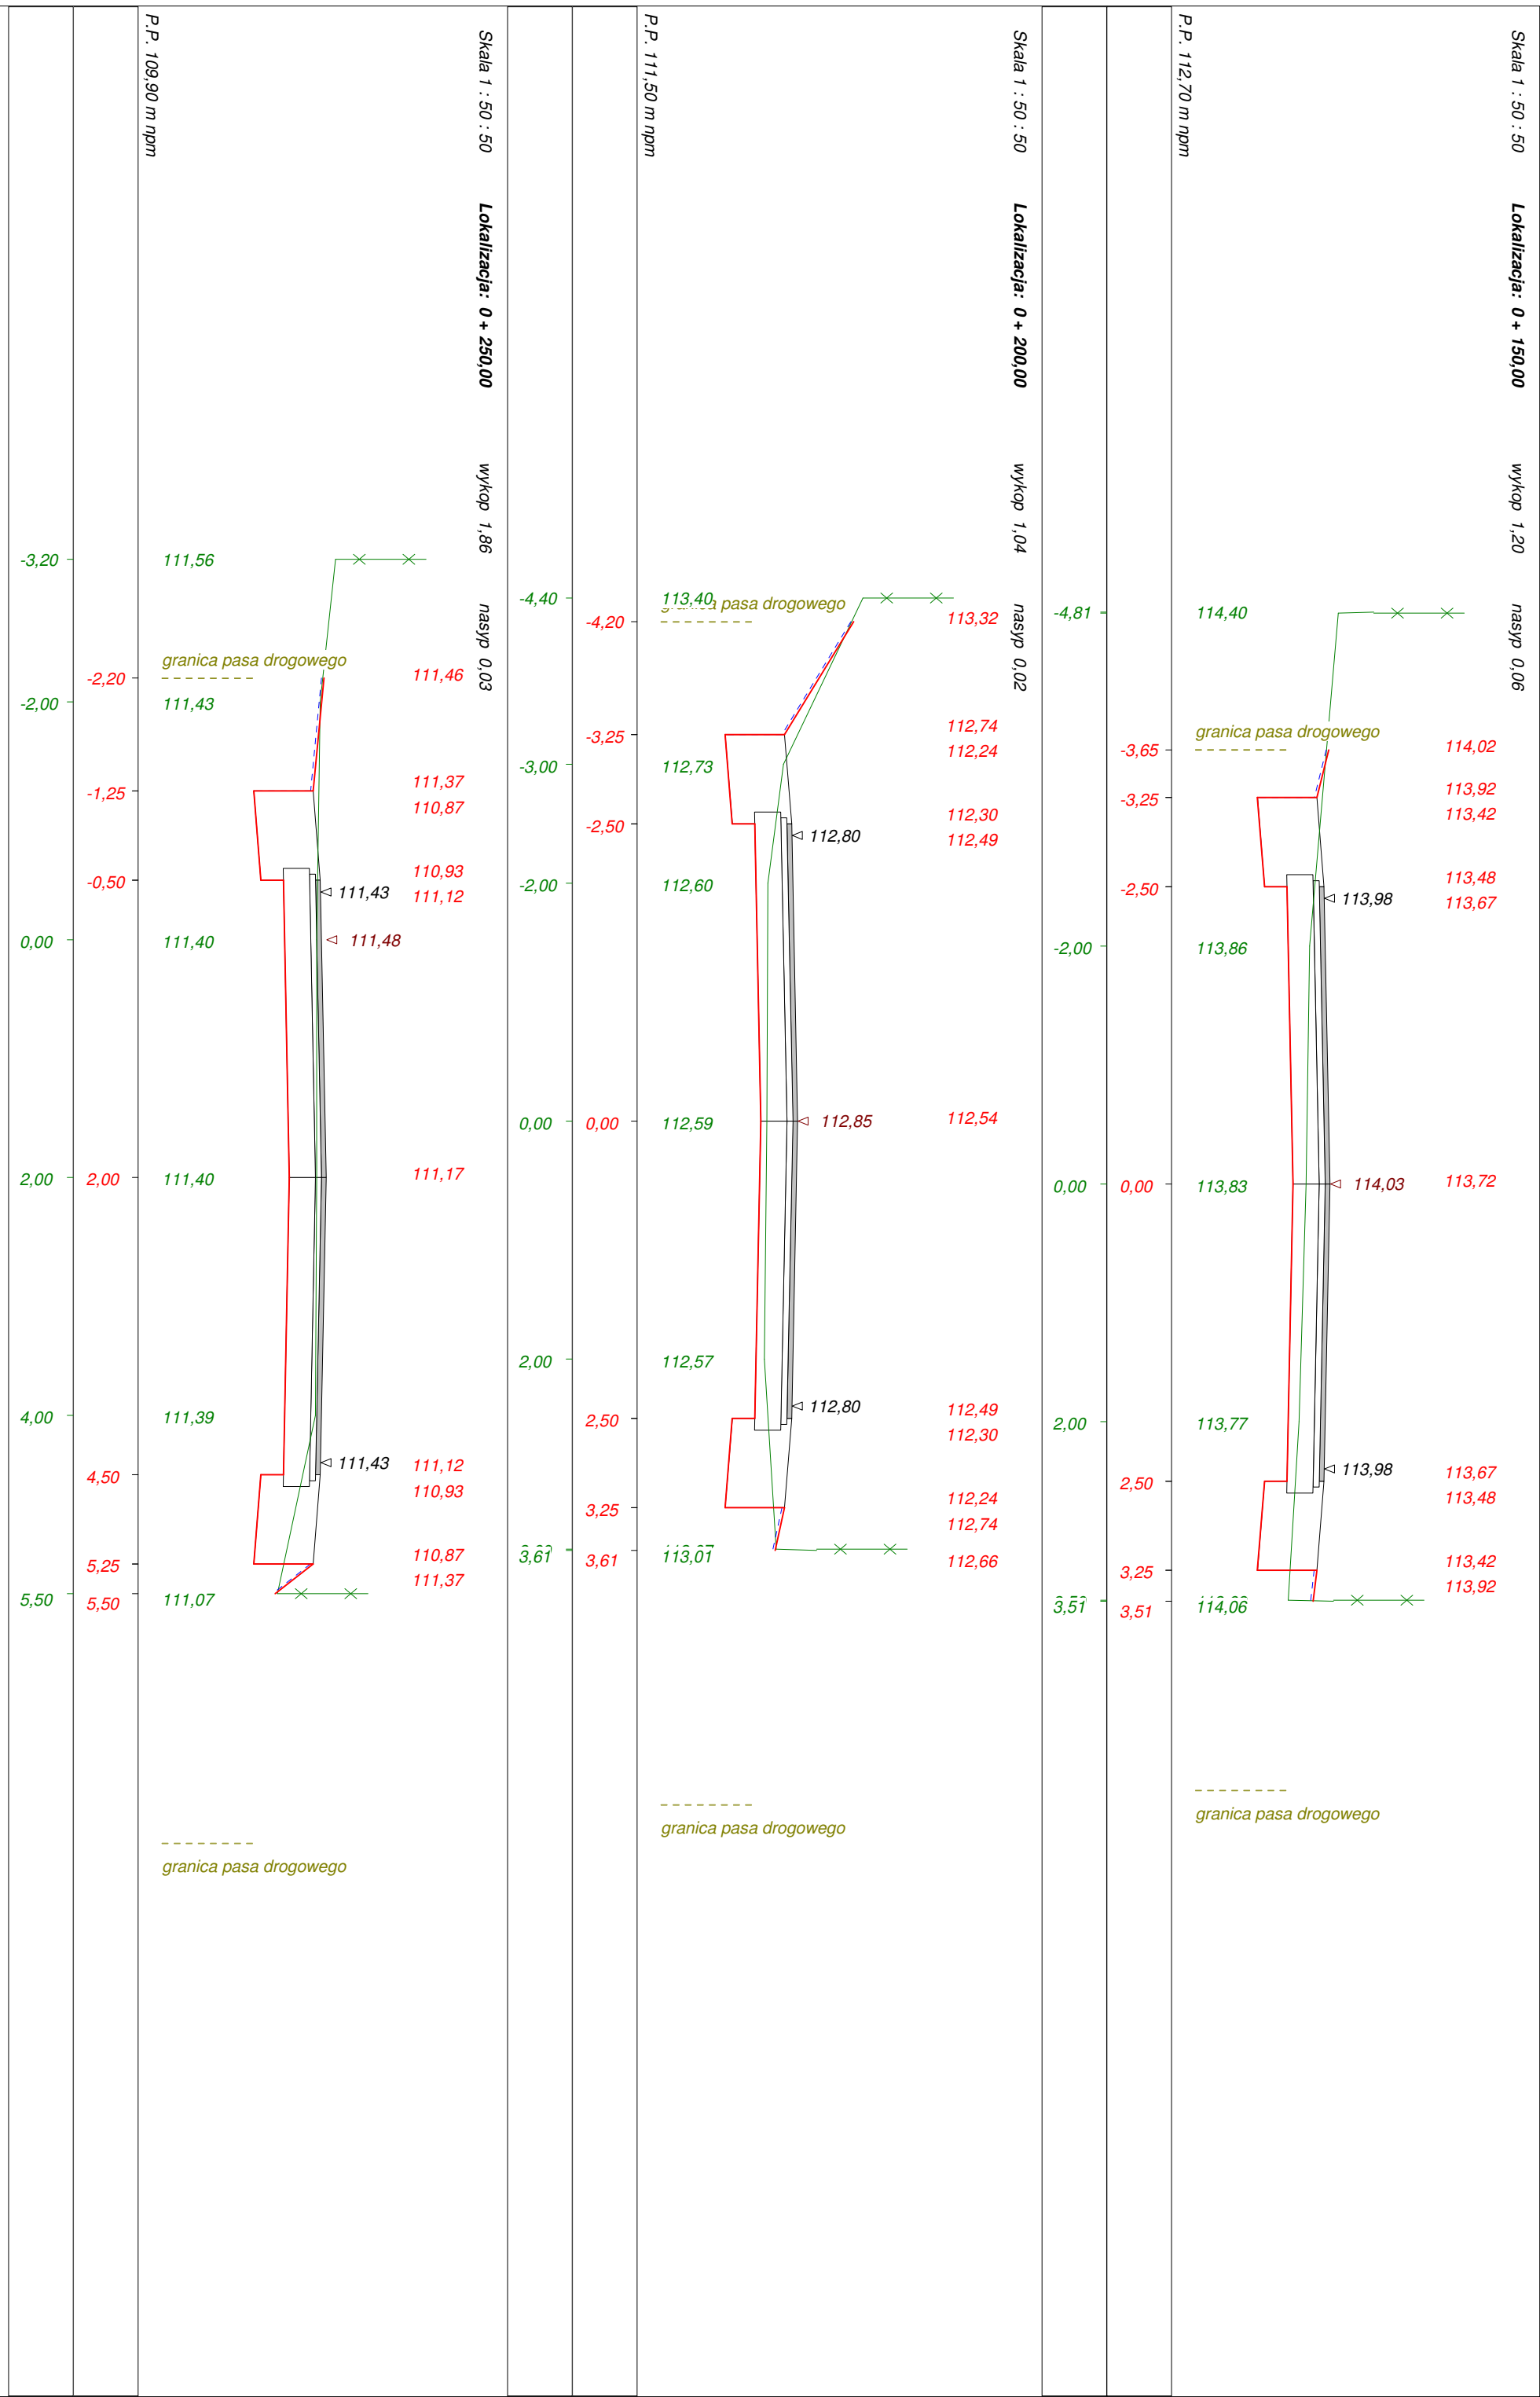 Skala 1 : 50 : 50 Lokalizacja: 0 + 150,00 wykop 1,20 nasyp 0,06
114,02 113,92 113,42 113,48 113,67 113,72 113,67 113,48 113,42 113,92
113,98 114,03 113,98
granica pasa drogowego
granica pasa drogowego
114,40 113,86 113,83 113,77 114,06
P.P. 112,70 m npm
-3,65 -3,25 -2,50 0,00 2,50 3,25 3,51
-4,81 -2,00 0,00 2,00 3,51
Skala 1 : 50 : 50 Lokalizacja: 0 + 200,00 wykop 1,04 nasyp 0,02
113,32 112,74 112,24 112,30 112,49 112,54 112,49 112,30 112,24 112,74 112,66
112,80 112,85 112,80
granica pasa drogowego
granica pasa drogowego
113,40 112,73 112,60 112,59 112,57 113,01
P.P. 111,50 m npm
-4,20 -3,25 -2,50 0,00 2,50 3,25 3,61
-4,40 -3,00 -2,00 0,00 2,00 3,61
Skala 1 : 50 : 50 Lokalizacja: 0 + 250,00 wykop 1,86 nasyp 0,03
111,46 111,37 110,87 110,93 111,12 111,17 111,12 110,93 110,87 111,37
111,43 111,48 111,43
granica pasa drogowego
granica pasa drogowego
111,56 111,43 111,40 111,40 111,39 111,07
P.P. 109,90 m npm
-2,20 -1,25 -0,50 2,00 4,50 5,25 5,50
-3,20 -2,00 0,00 2,00 4,00 5,50